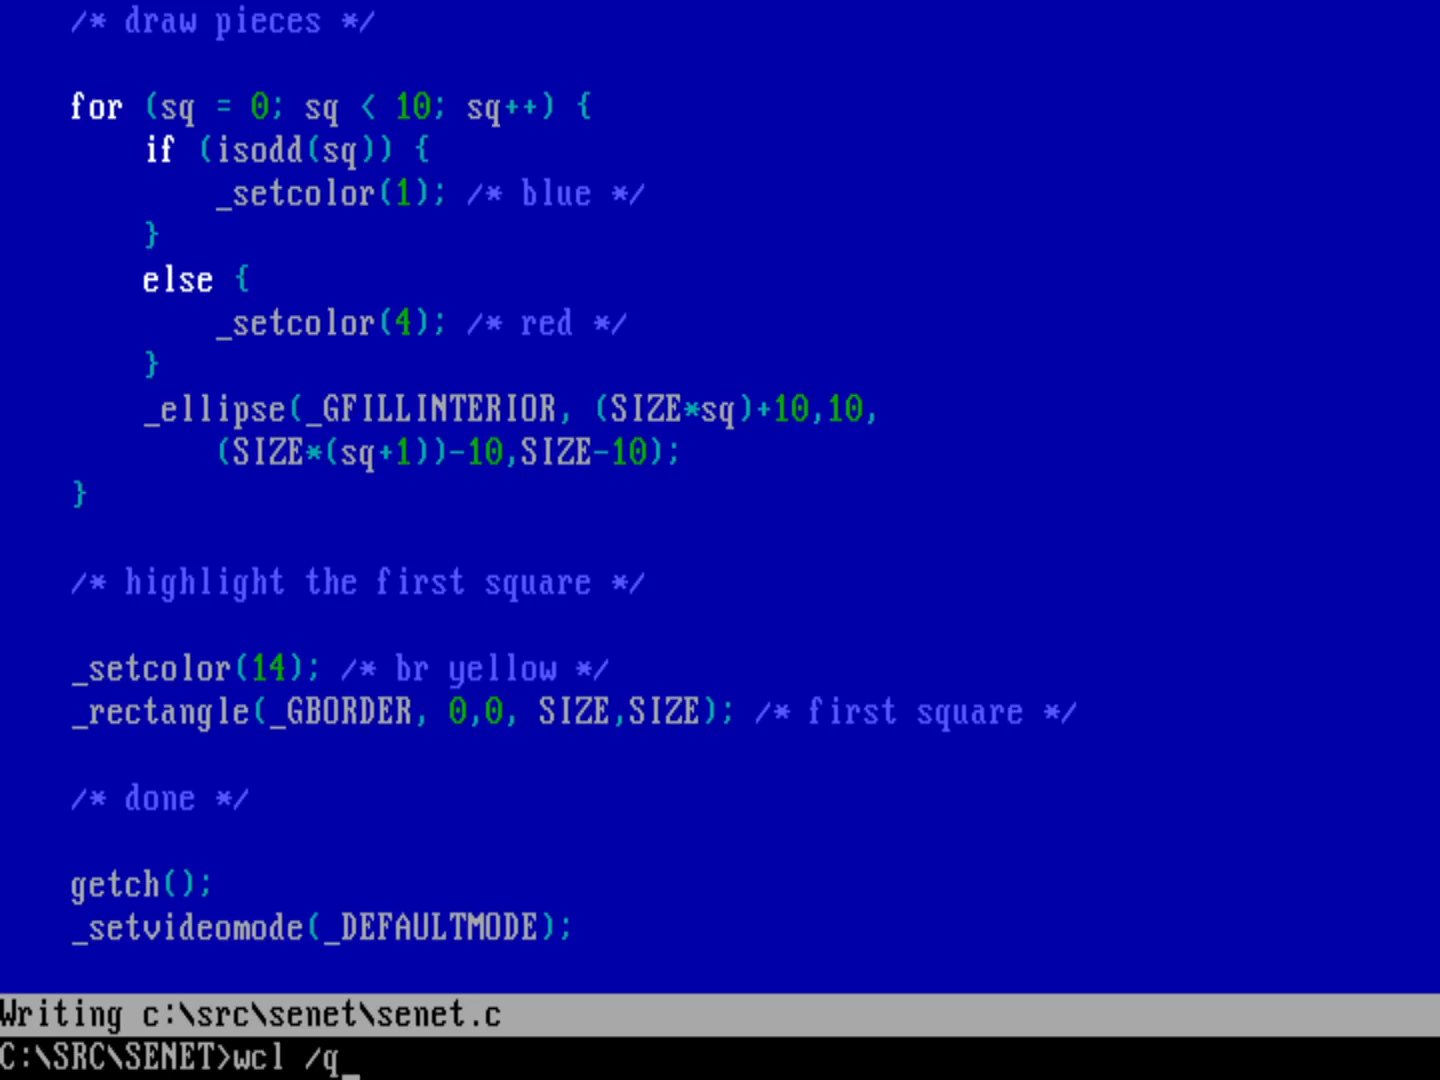 /* draw pieces */
for (sq = 0; sq < 10; sq++) {
if (isodd(sq)) {
_setcolor(1); /* blue */
}
else {
_setcolor(4); /* red */
}
_ellipse(_GFILLINTERIOR, (SIZE*sq)+10,10,
(SIZE*(sq+1))-10,SIZE-10);
}
/* highlight the first square */
_setcolor(14); /* br yellow */
_rectangle(_GBORDER, 0,0, SIZE,SIZE); /* first square */
/* done */
getch();
_setvideomode(_DEFAULTMODE);
Writing c:\src\senet\senet.c
C:\SRC\SENET>wcl /q_